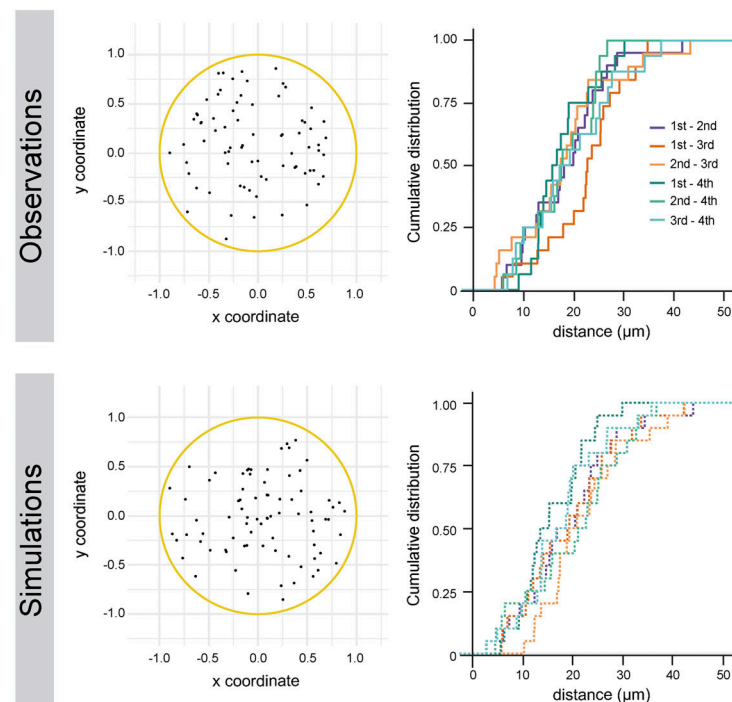 Observations
1.0
0.5
0.0
-0.5
-1.0
y coordinate
-1.0 -0.5 0.0 0.5 1.0
x coordinate
1.00
0.75
0.50
0.25
0
Cumulative distribution
1st - 2nd
1st - 3rd
2nd - 3rd
1st - 4th
2nd - 4th
3rd - 4th
0 10 20 30 40 50
distance (µm)
Simulations
1.0
0.5
0.0
-0.5
-1.0
y coordinate
-1.0 -0.5 0.0 0.5 1.0
x coordinate
1.00
0.75
0.50
0.25
0
Cumulative distribution
0 10 20 30 40 50
distance (µm)